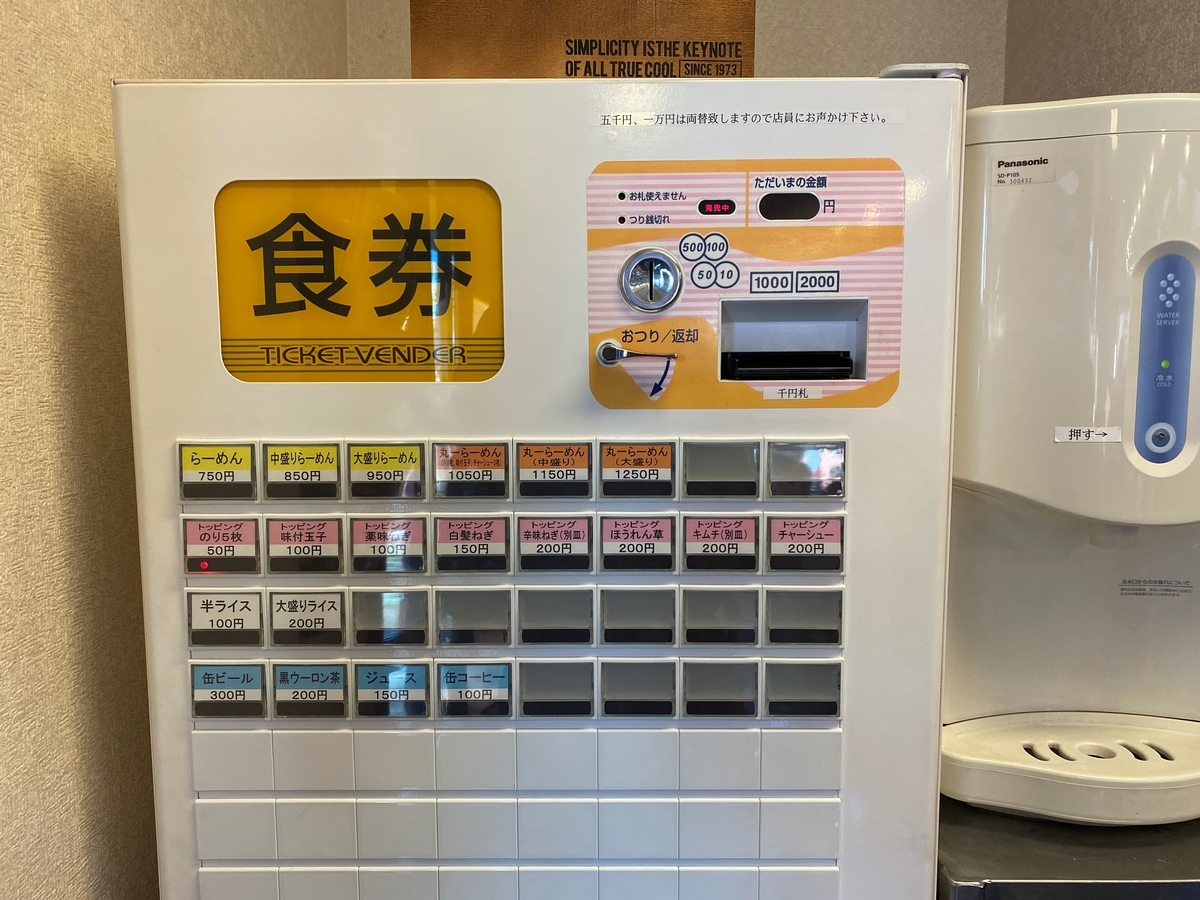 SIMPLICITY IS THE KEYNOTE
OF ALL TRUE COOL SINCE 1973
五千円、一万円は両替致しますので店員にお声かけ下さい。
食券
TICKET VENDER
お札使えません
つり銭切れ
発売中
ただいまの金額
円
500 100
50 10
1000 2000
おつり/返却
千円札
らーめん
750円
中盛りらーめん
850円
大盛りらーめん
950円
丸一らーめん
1050円
丸一らーめん
(中盛り)
1150円
丸一らーめん
(大盛り)
1250円
トッピング
のり5枚
50円
トッピング
味付玉子
100円
トッピング
薬味ねぎ
100円
トッピング
白髪ねぎ
150円
トッピング
辛味ねぎ(別皿)
200円
トッピング
ほうれん草
200円
トッピング
キムチ(別皿)
200円
トッピング
チャーシュー
200円
半ライス
100円
大盛りライス
200円
缶ビール
300円
黒ウーロン茶
200円
ジュース
150円
缶コーヒー
100円
Panasonic
SD-P105
No. 300432
WATER
SERVER
冷水
COLD
押す→